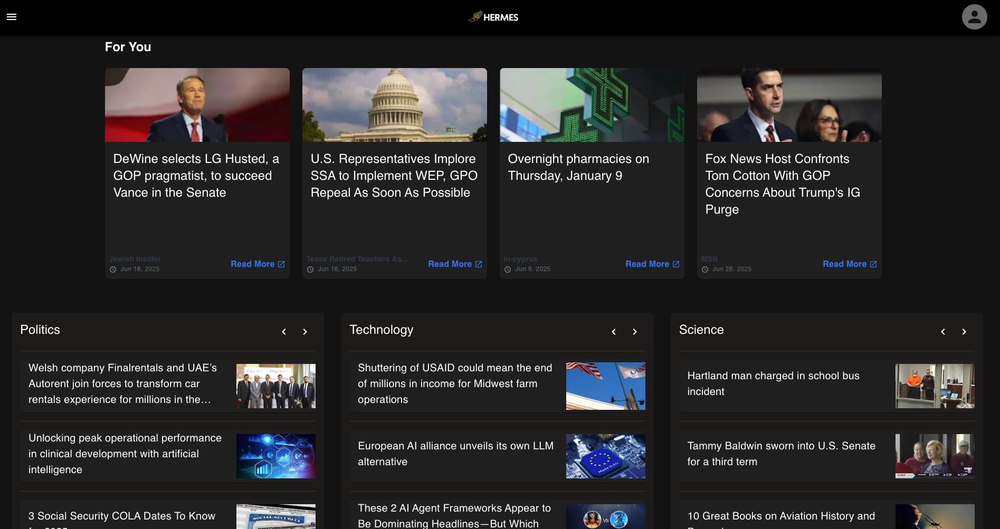 HERMES
For You
DeWine selects LG Husted, a
GOP pragmatist, to succeed
Vance in the Senate
Jewish Insider
Jun 18, 2025
Read More
U.S. Representatives Implore
SSA to Implement WEP, GPO
Repeal As Soon As Possible
Texas Retired Teachers As...
Jun 16, 2025
Read More
Overnight pharmacies on
Thursday, January 9
in-cyprus
Jun 9, 2025
Read More
Fox News Host Confronts
Tom Cotton With GOP
Concerns About Trump's IG
Purge
MSN
Jun 26, 2025
Read More
Politics
Welsh company Finalrentals and UAE’s
Autorent join forces to transform car
rentals experience for millions in the…
Unlocking peak operational performance
in clinical development with artificial
intelligence
3 Social Security COLA Dates To Know
SOCIAL SECURITY
Technology
Shuttering of USAID could mean the end
of millions in income for Midwest farm
operations
European AI alliance unveils its own LLM
alternative
Made in EU
These 2 AI Agent Frameworks Appear to
Be Dominating Headlines—But Which
Vs
Science
Hartland man charged in school bus
incident
Tammy Baldwin sworn into U.S. Senate
for a third term
10 Great Books on Aviation History and